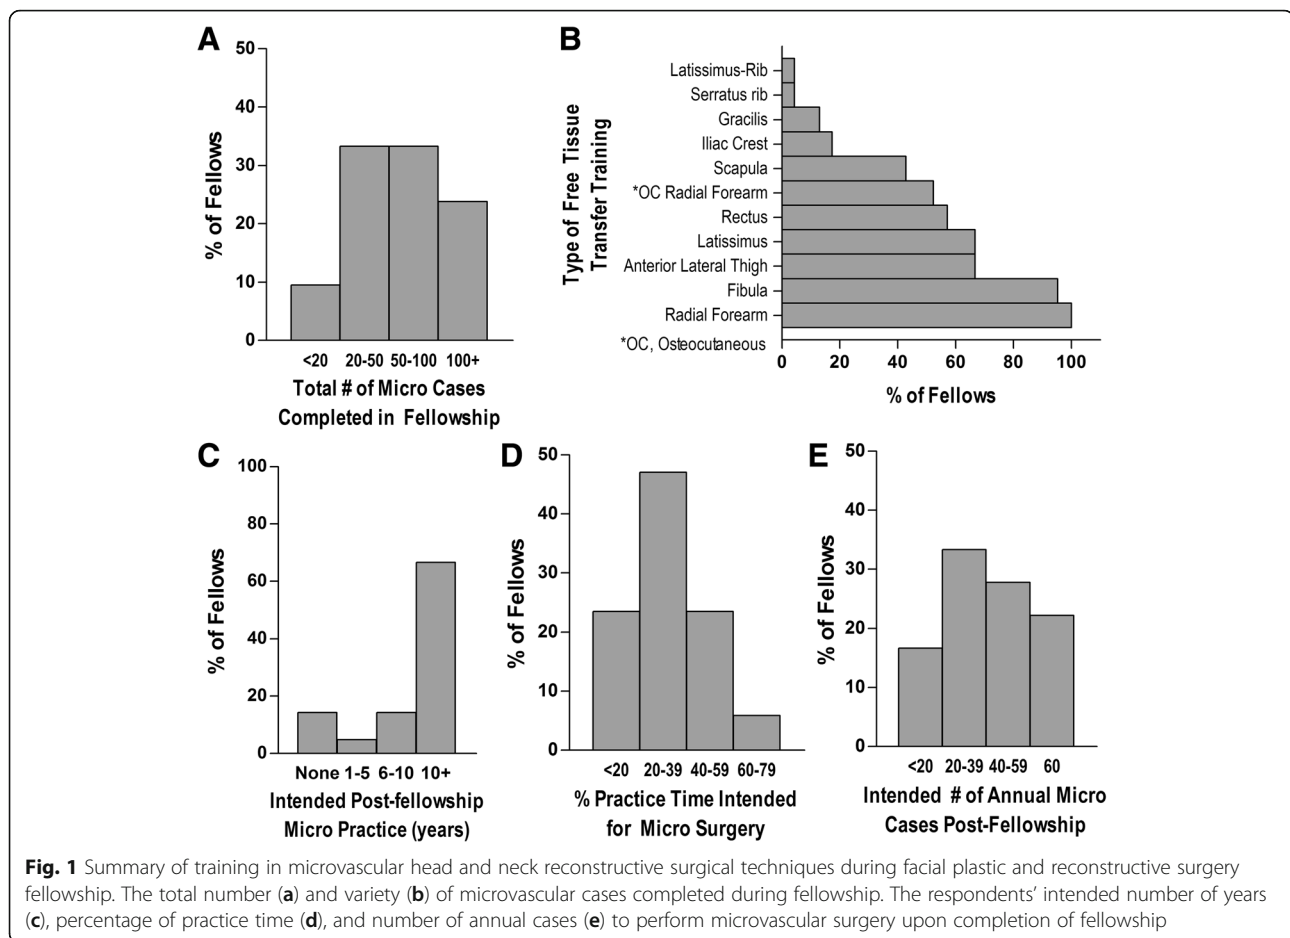 A
50
40
30
20
10
0
% of Fellows
<20 20-50 50-100 100+
Total # of Micro Cases
Completed in Fellowship
B
Type of Free Tissue
Transfer Training
Latissimus-Rib
Serratus rib
Gracilis
Iliac Crest
Scapula
*OC Radial Forearm
Rectus
Latissimus
Anterior Lateral Thigh
Fibula
Radial Forearm
*OC, Osteocutaneous
0 20 40 60 80 100
% of Fellows
C
100
80
60
40
20
0
% of Fellows
None 1-5 6-10 10+
Intended Post-fellowship
Micro Practice (years)
D
50
40
30
20
10
0
% of Fellows
<20 20-39 40-59 60-79
% Practice Time Intended
for Micro Surgery
E
50
40
30
20
10
0
% of Fellows
<20 20-39 40-59 60
Intended # of Annual Micro
Cases Post-Fellowship
Fig. 1 Summary of training in microvascular head and neck reconstructive surgical techniques during facial plastic and reconstructive surgery
fellowship. The total number (a) and variety (b) of microvascular cases completed during fellowship. The respondents' intended number of years
(c), percentage of practice time (d), and number of annual cases (e) to perform microvascular surgery upon completion of fellowship